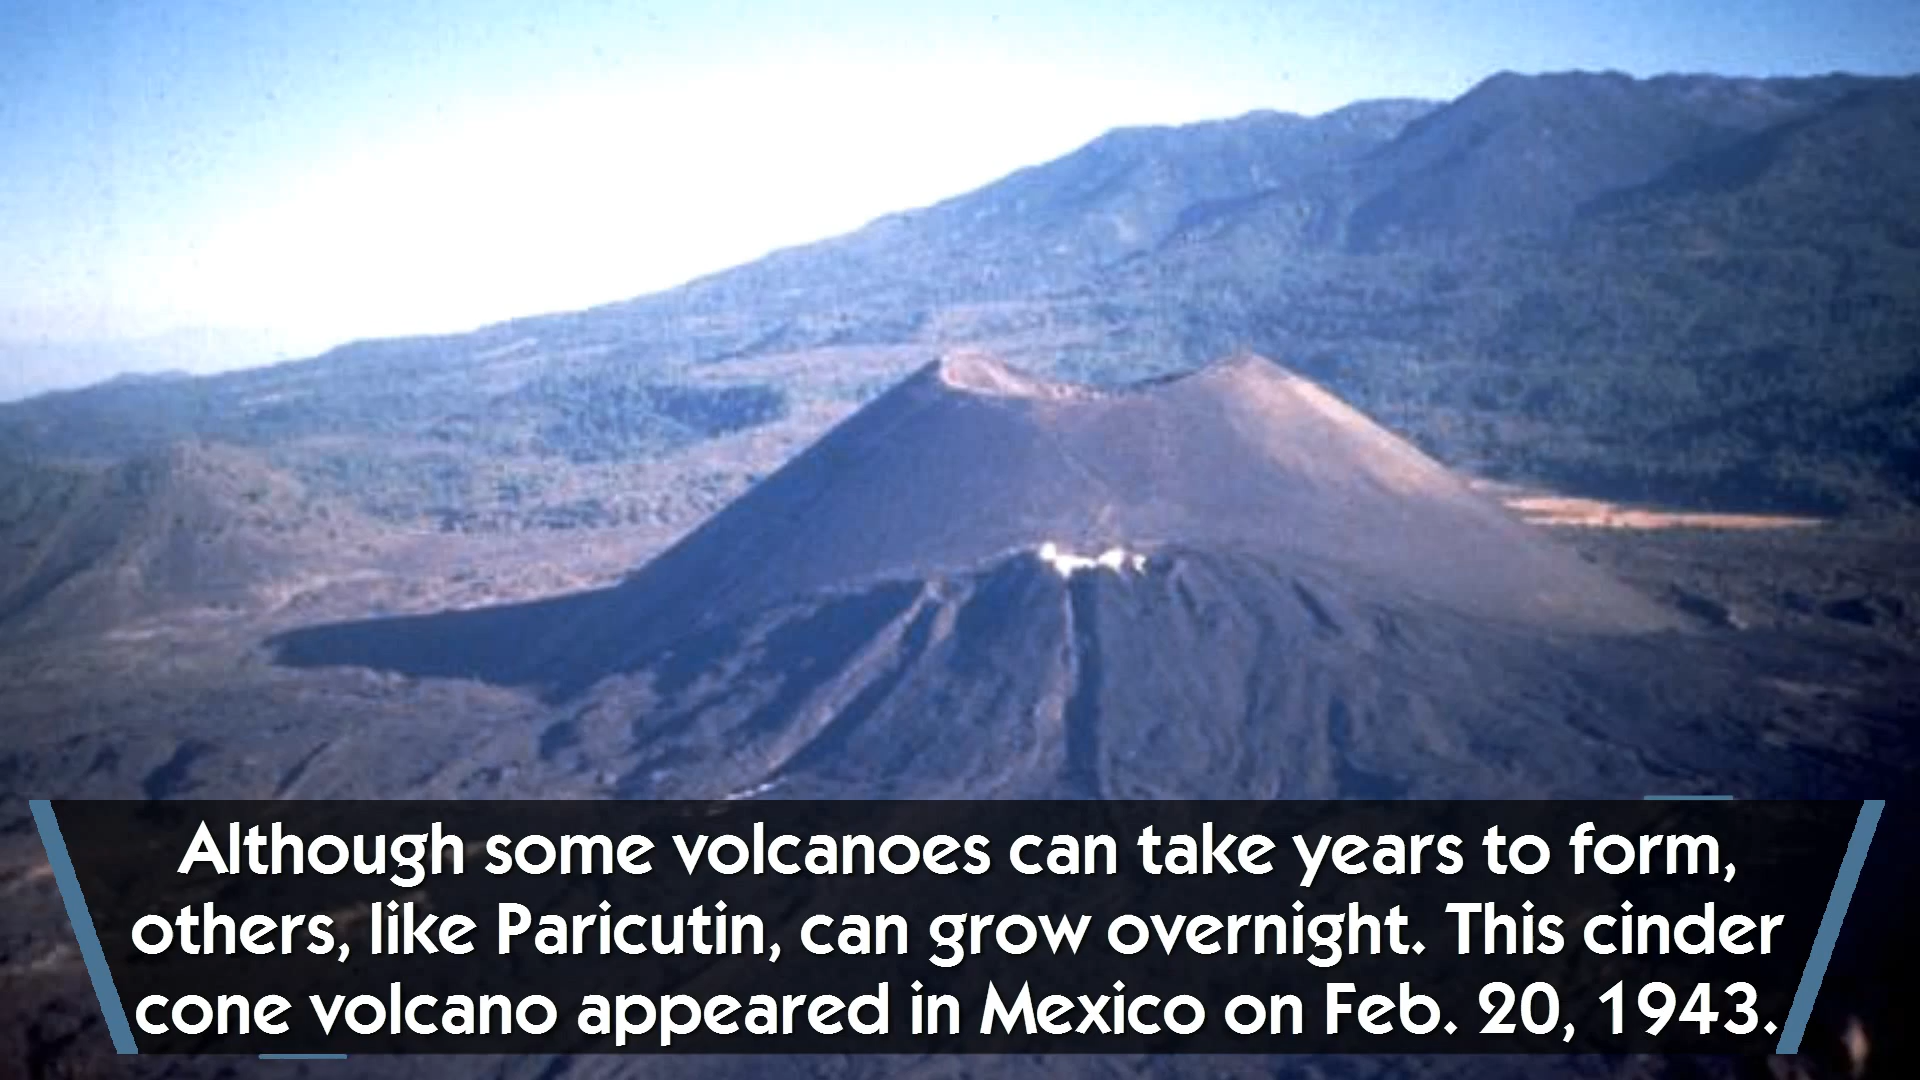 Although some volcanoes can take years to form,
others, like Paricutin, can grow overnight. This cinder
cone volcano appeared in Mexico on Feb. 20, 1943.